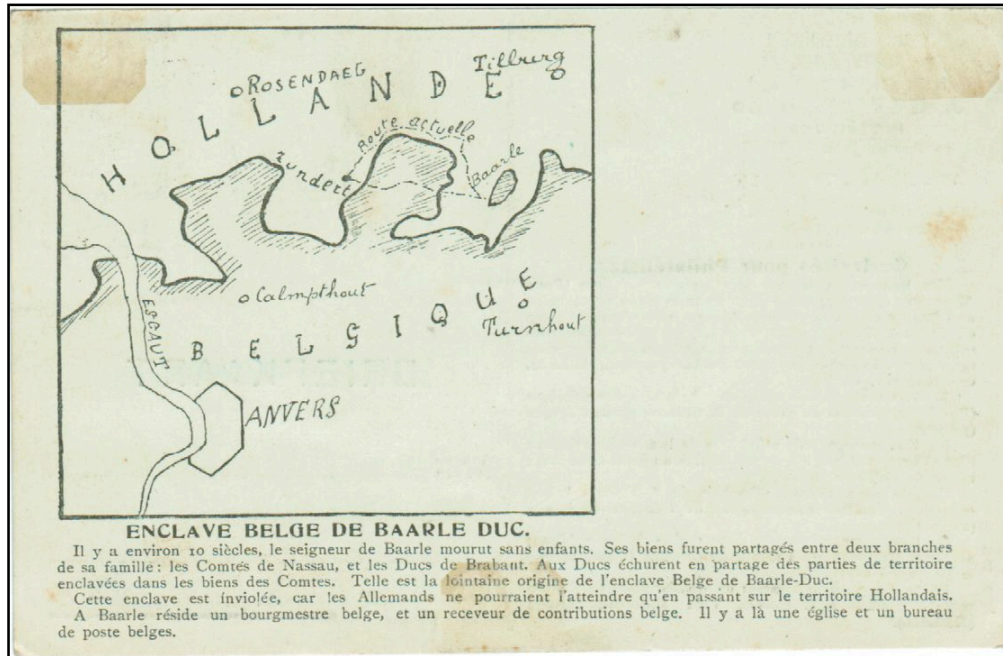 Tilburg
ROSENDAEG
HOLLANDE
Route actuelle
Zundert
Baarle
Calmpthout
ESCAUT
BELGIQUE
Turnhout
ANVERS
ENCLAVE BELGE DE BAARLE DUC.
Il y a environ 10 siècles, le seigneur de Baarle mourut sans enfants. Ses biens furent partagés entre deux branches
de sa famille : les Comtés de Nassau, et les Ducs de Brabant. Aux Ducs échurent en partage des parties de territoire
enclavées dans les biens des Comtes. Telle est la lointaine origine de l'enclave Belge de Baarle-Duc.
Cette enclave est inviolée, car les Allemands ne pourraient l'atteindre qu'en passant sur le territoire Hollandais.
A Baarle réside un bourgmestre belge, et un receveur de contributions belge. Il y a là une église et un bureau
de poste belges.